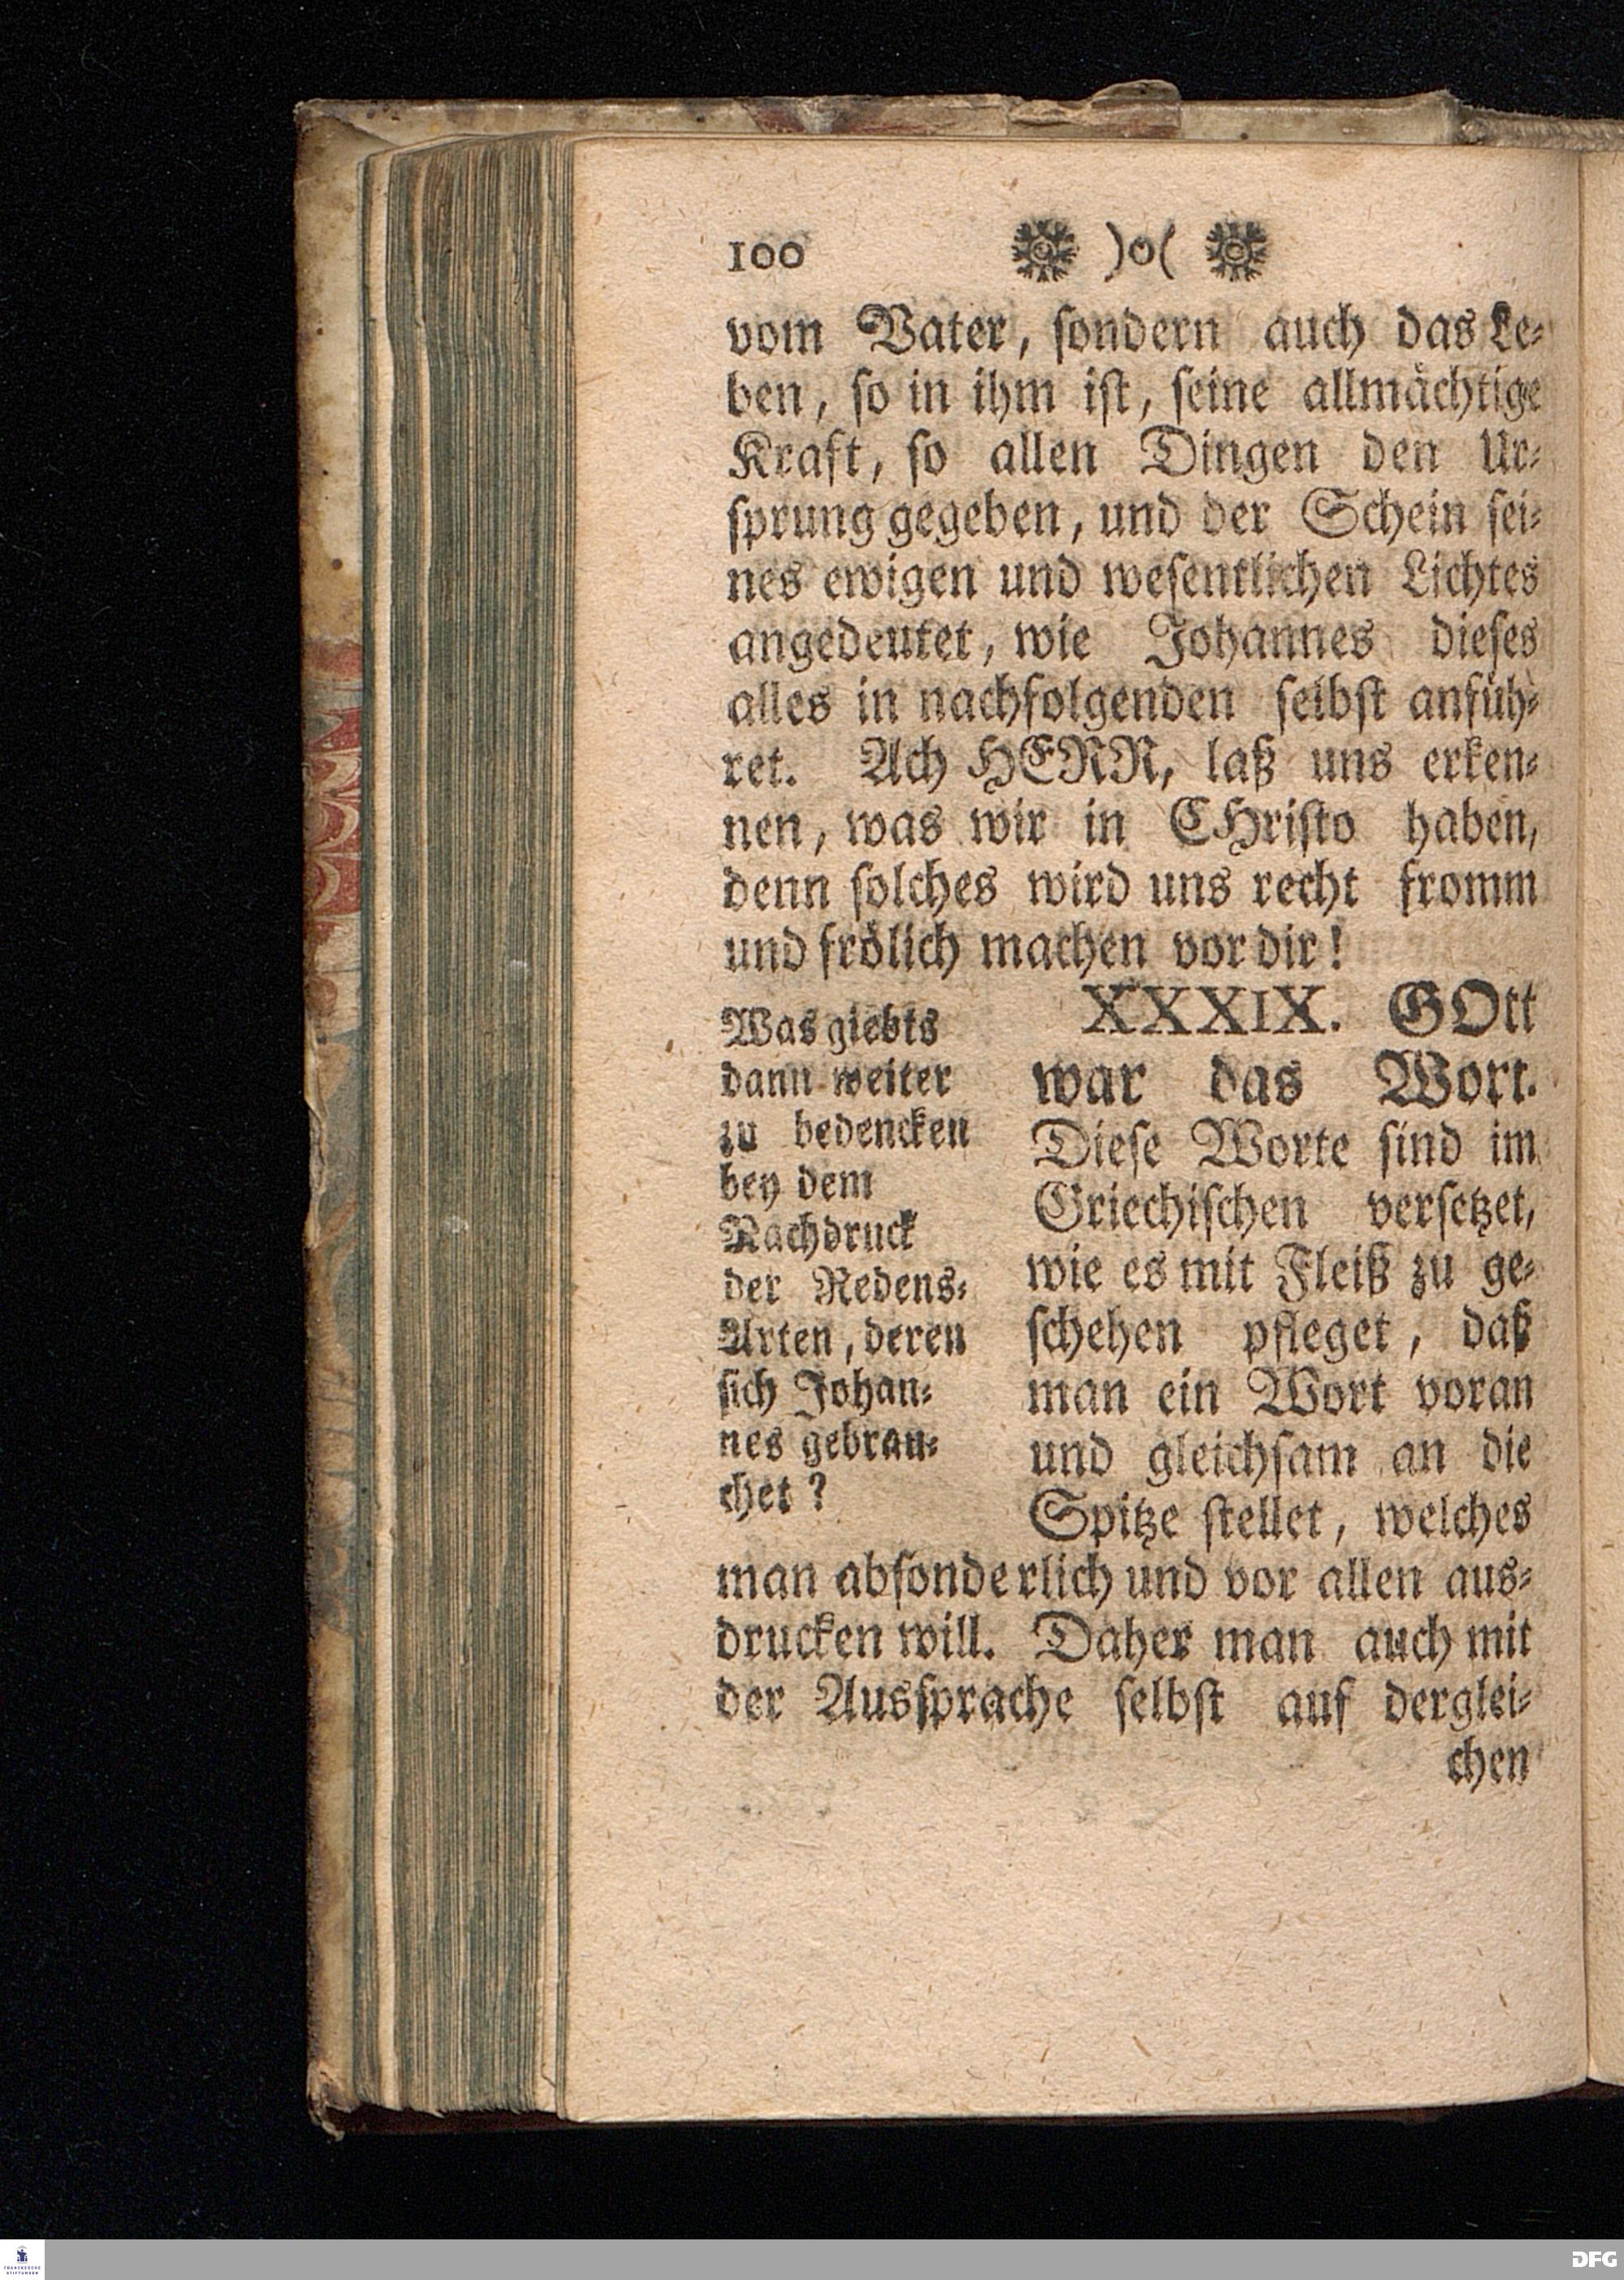 100 )o(
vom Vater, ſondern auch das Le⸗
ben, ſo in ihm iſt, ſeine allmächtige
Kraft, ſo allen Dingen den Ur⸗
ſprung gegeben, und der Schein ſei⸗
nes ewigen und weſentlichen Lichtes
angedeutet, wie Johannes dieſes
alles in nachfolgenden ſelbſt anfüh⸗
ret. Ach HERR, laß uns erken⸗
nen, was wir in CHriſto haben,
denn ſolches wird uns recht fromm
und frölich machen vor dir!
Was giebts
dann weiter
zu bedencken
bey dem
Nachdruck
der Redens⸗
Arten, deren
ſich Johan⸗
nes gebrau⸗
chet?
XXXIX. GOtt
war das Wort.
Dieſe Worte ſind im
Griechiſchen verſetzet,
wie es mit Fleiß zu ge⸗
ſchehen pfleget, daß
man ein Wort voran
und gleichſam an die
Spitze ſtellet, welches
man abſonderlich und vor allen aus⸗
drucken will. Daher man auch mit
der Ausſprache ſelbſt auf derglei⸗
chen
FRANCKESCHE
STIFTUNGEN
DFG